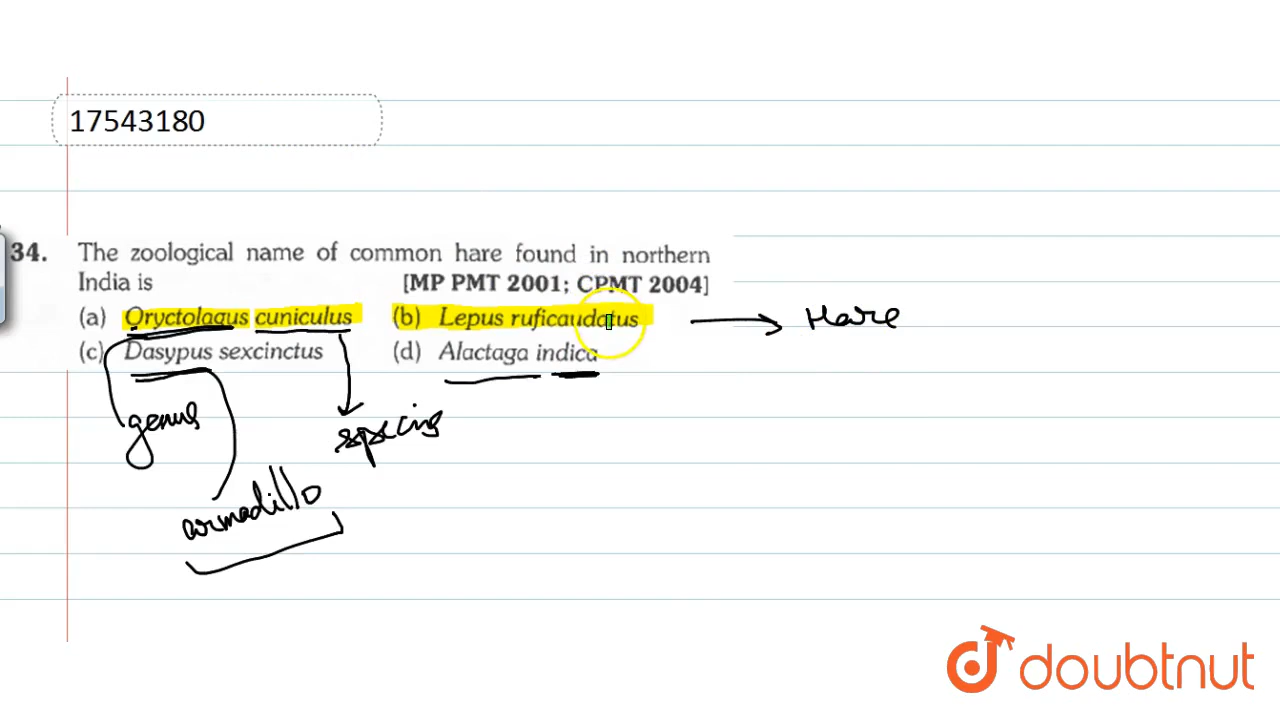 17543180
34. The zoological name of common hare found in northern
India is [MP PMT 2001; CPMT 2004]
(a) Oryctolagus cuniculus (b) Lepus ruficaudatus → Hare
(c) Dasypus sexcinctus (d) Alactaga indica
genus
species
armadillo
doubtnut